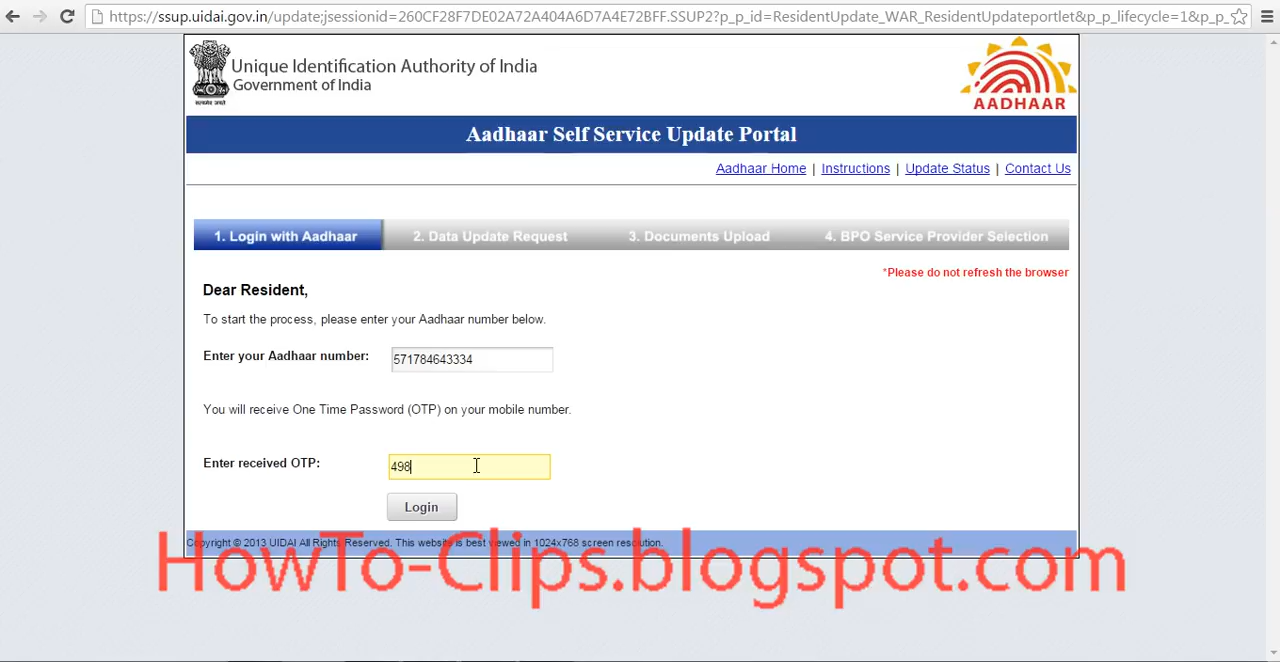 https://ssup.uidai.gov.in/update;jsessionid=260CF28F7DE02A72A404A6D7A4E72BFF.SSUP2?p_p_id=ResidentUpdate_WAR_ResidentUpdateportlet&p_p_lifecycle=1&p_p_
Unique Identification Authority of India
Government of India
सत्यमेव जयते
AADHAAR
Aadhaar Self Service Update Portal
Aadhaar Home | Instructions | Update Status | Contact Us
1. Login with Aadhaar 2. Data Update Request 3. Documents Upload 4. BPO Service Provider Selection
*Please do not refresh the browser
Dear Resident,
To start the process, please enter your Aadhaar number below.
Enter your Aadhaar number: 571784643334
You will receive One Time Password (OTP) on your mobile number.
Enter received OTP: 498
Login
Copyright © 2013 UIDAI All Rights Reserved. This website is best viewed in 1024x768 screen resolution.
HowTo-Clips.blogspot.com